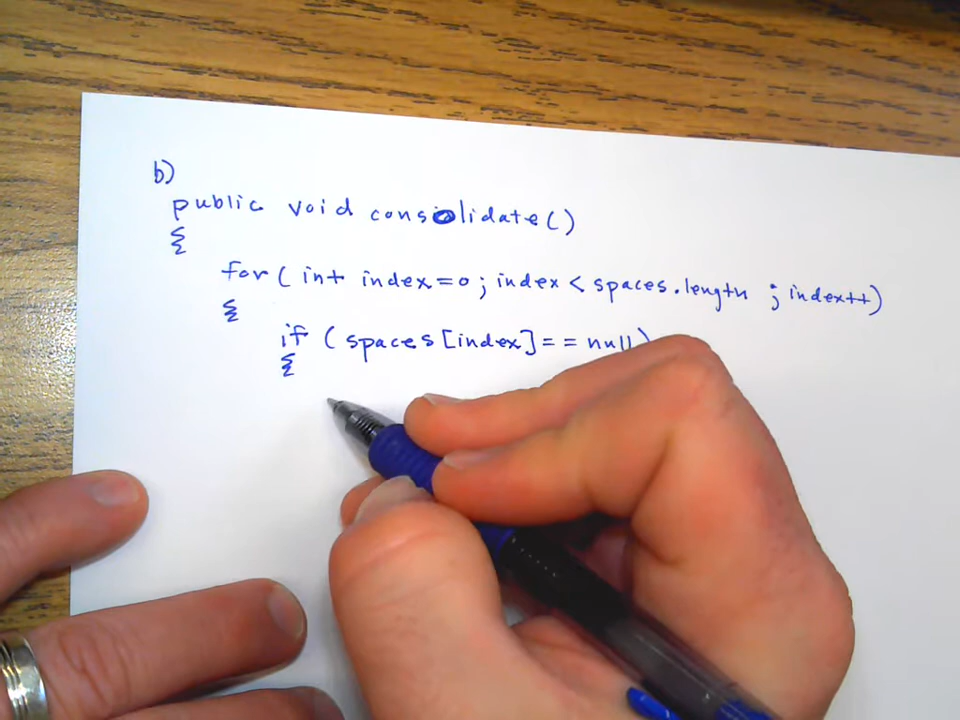 b)
public void consolidate()
{
for( int index=0; index < spaces.length ; index++)
{
if ( spaces [index] == null)
{